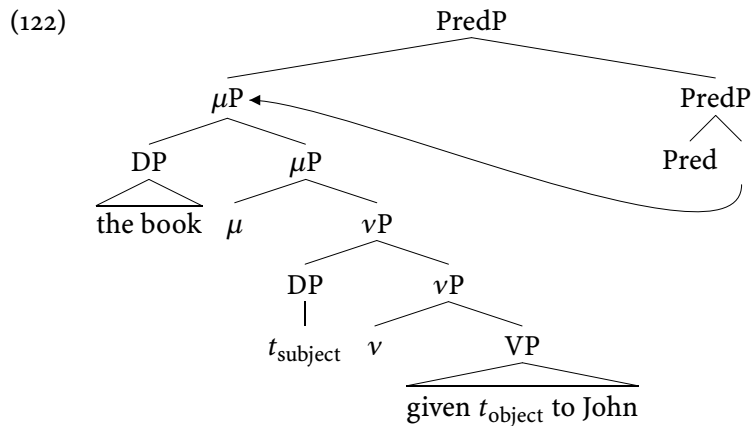 (122) PredP
μP PredP
DP μP Pred
the book μ νP
DP νP
t_subject ν VP
given t_object to John